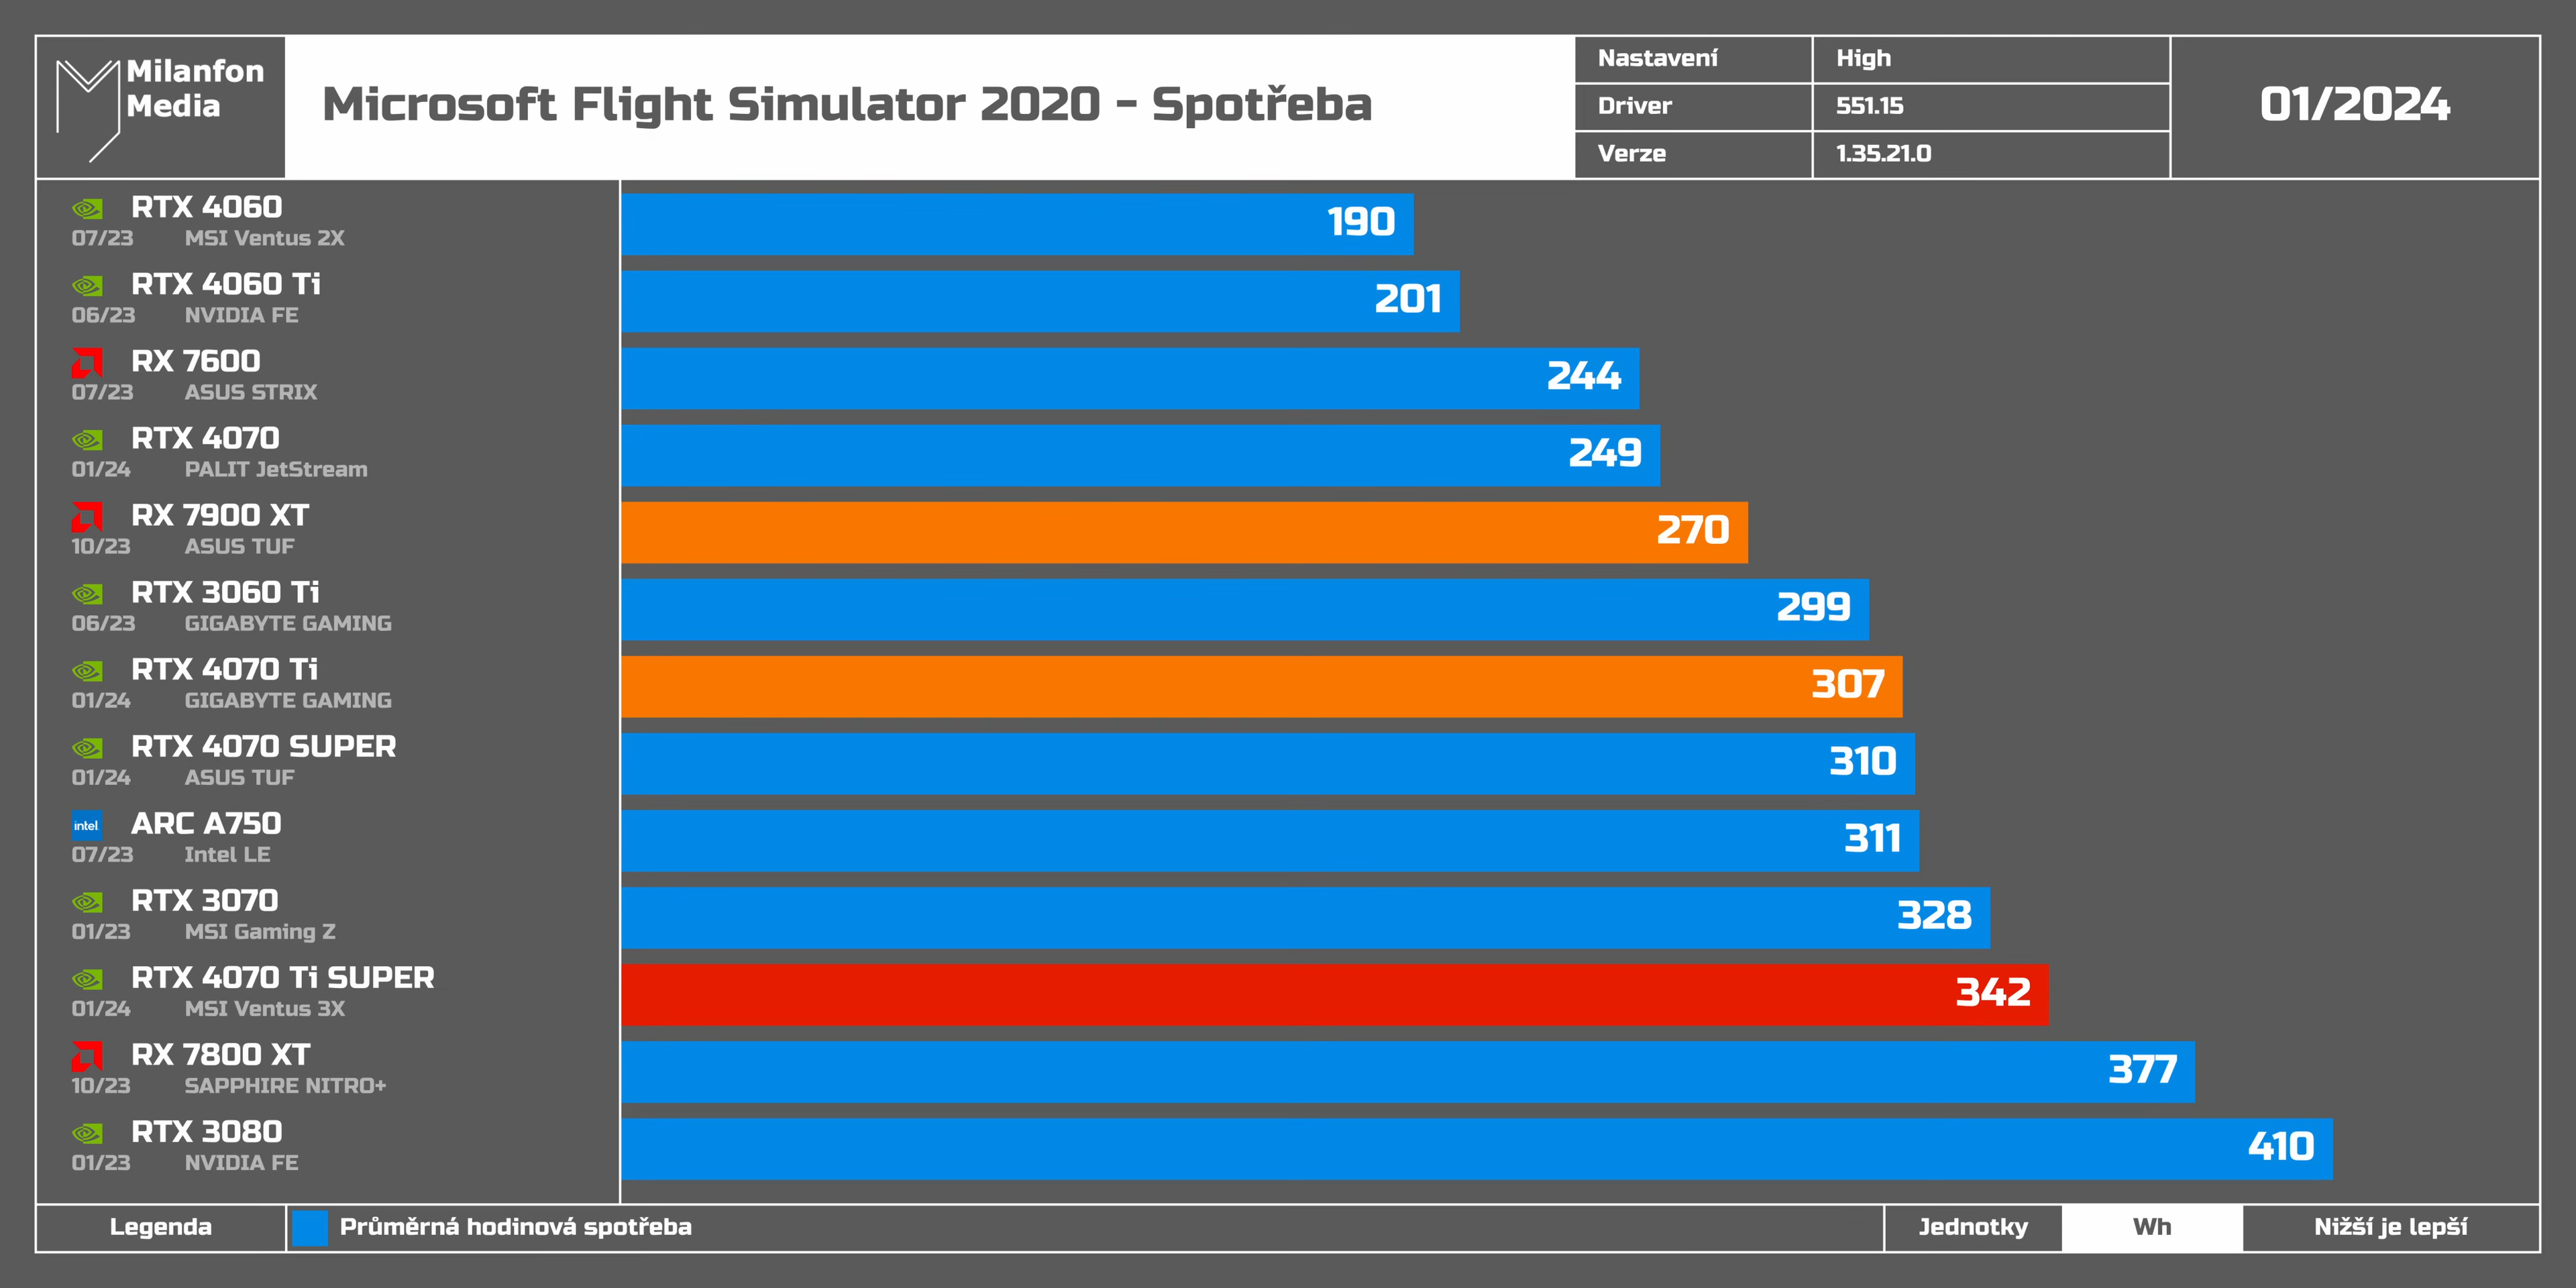 Milanfon
Media
Microsoft Flight Simulator 2020 - Spotřeba
Nastavení High
Driver 551.15
Verze 1.35.21.0
01/2024
RTX 4060
07/23 MSI Ventus 2X
190
RTX 4060 Ti
06/23 NVIDIA FE
201
RX 7600
07/23 ASUS STRIX
244
RTX 4070
01/24 PALIT JetStream
249
RX 7900 XT
10/23 ASUS TUF
270
RTX 3060 Ti
06/23 GIGABYTE GAMING
299
RTX 4070 Ti
01/24 GIGABYTE GAMING
307
RTX 4070 SUPER
01/24 ASUS TUF
310
intel
ARC A750
07/23 Intel LE
311
RTX 3070
01/23 MSI Gaming Z
328
RTX 4070 Ti SUPER
01/24 MSI Ventus 3X
342
RX 7800 XT
10/23 SAPPHIRE NITRO+
377
RTX 3080
01/23 NVIDIA FE
410
Legenda Průměrná hodinová spotřeba Jednotky Wh Nižší je lepší